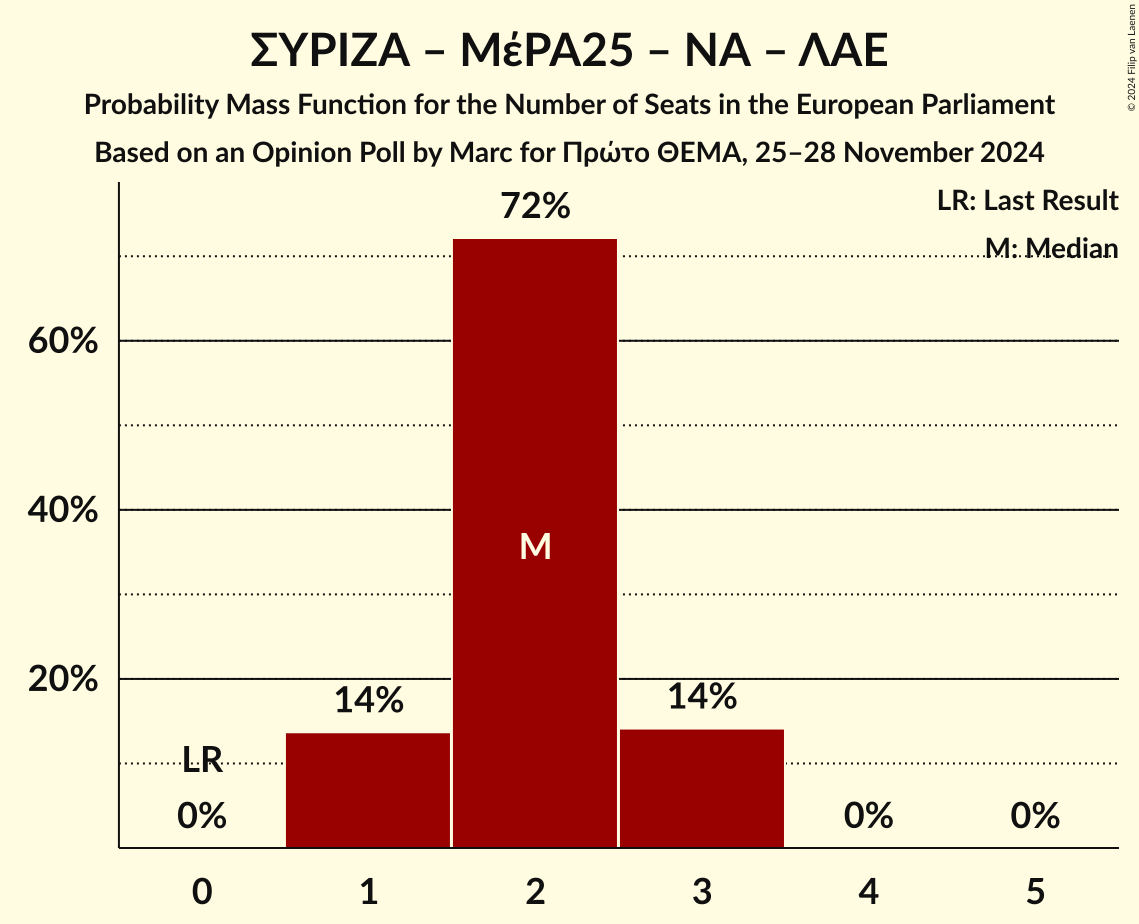 ΣΥΡΙΖΑ – ΜέΡΑ25 – ΝΑ – ΛΑΕ
Probability Mass Function for the Number of Seats in the European Parliament
Based on an Opinion Poll by Marc for Πρώτο ΘΕΜΑ, 25–28 November 2024
© 2024 Filip van Laenen
LR: Last Result
M: Median
72%
60%
40%
M
20%
14%
14%
LR
0%
0%
0%
0 1 2 3 4 5